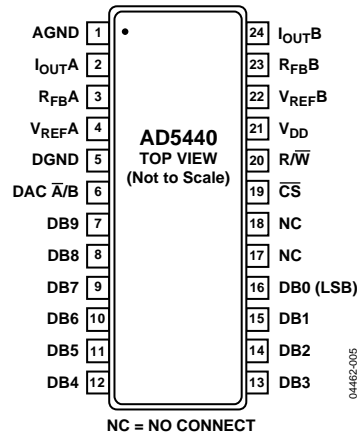 AGND 1
IOUTA 2
RFBA 3
VREFA 4
DGND 5
DAC A̅/B 6
DB9 7
DB8 8
DB7 9
DB6 10
DB5 11
DB4 12
AD5440
TOP VIEW
(Not to Scale)
24 IOUTB
23 RFBB
22 VREFB
21 VDD
20 R/W̅
19 C̅S̅
18 NC
17 NC
16 DB0 (LSB)
15 DB1
14 DB2
13 DB3
NC = NO CONNECT
04462-005